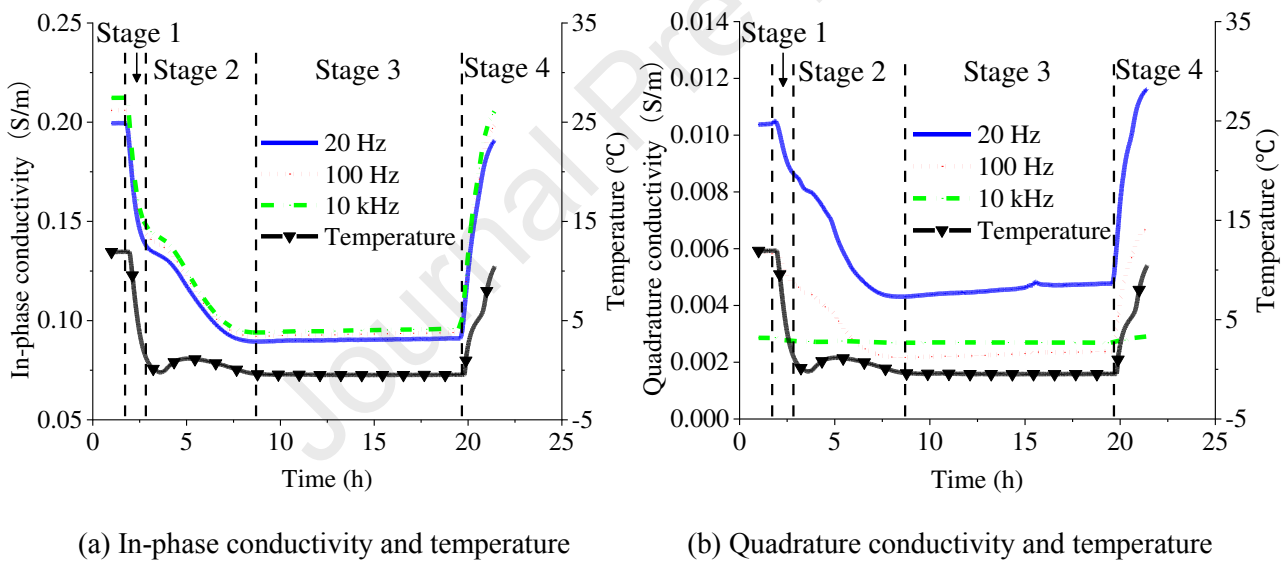 Journal Pre
0.25
0.20
0.15
0.10
0.05
In-phase conductivity (S/m)
35
25
15
5
-5
Temperature (℃)
Stage 1
Stage 2
Stage 3
Stage 4
20 Hz
100 Hz
10 kHz
Temperature
0 5 10 15 20 25
Time (h)
(a) In-phase conductivity and temperature
0.014
0.012
0.010
0.008
0.006
0.004
0.002
0.000
Quadrature conductivity (S/m)
35
25
15
5
-5
Temperature (℃)
Stage 1
Stage 2
Stage 3
Stage 4
20 Hz
100 Hz
10 kHz
Temperature
0 5 10 15 20 25
Time (h)
(b) Quadrature conductivity and temperature